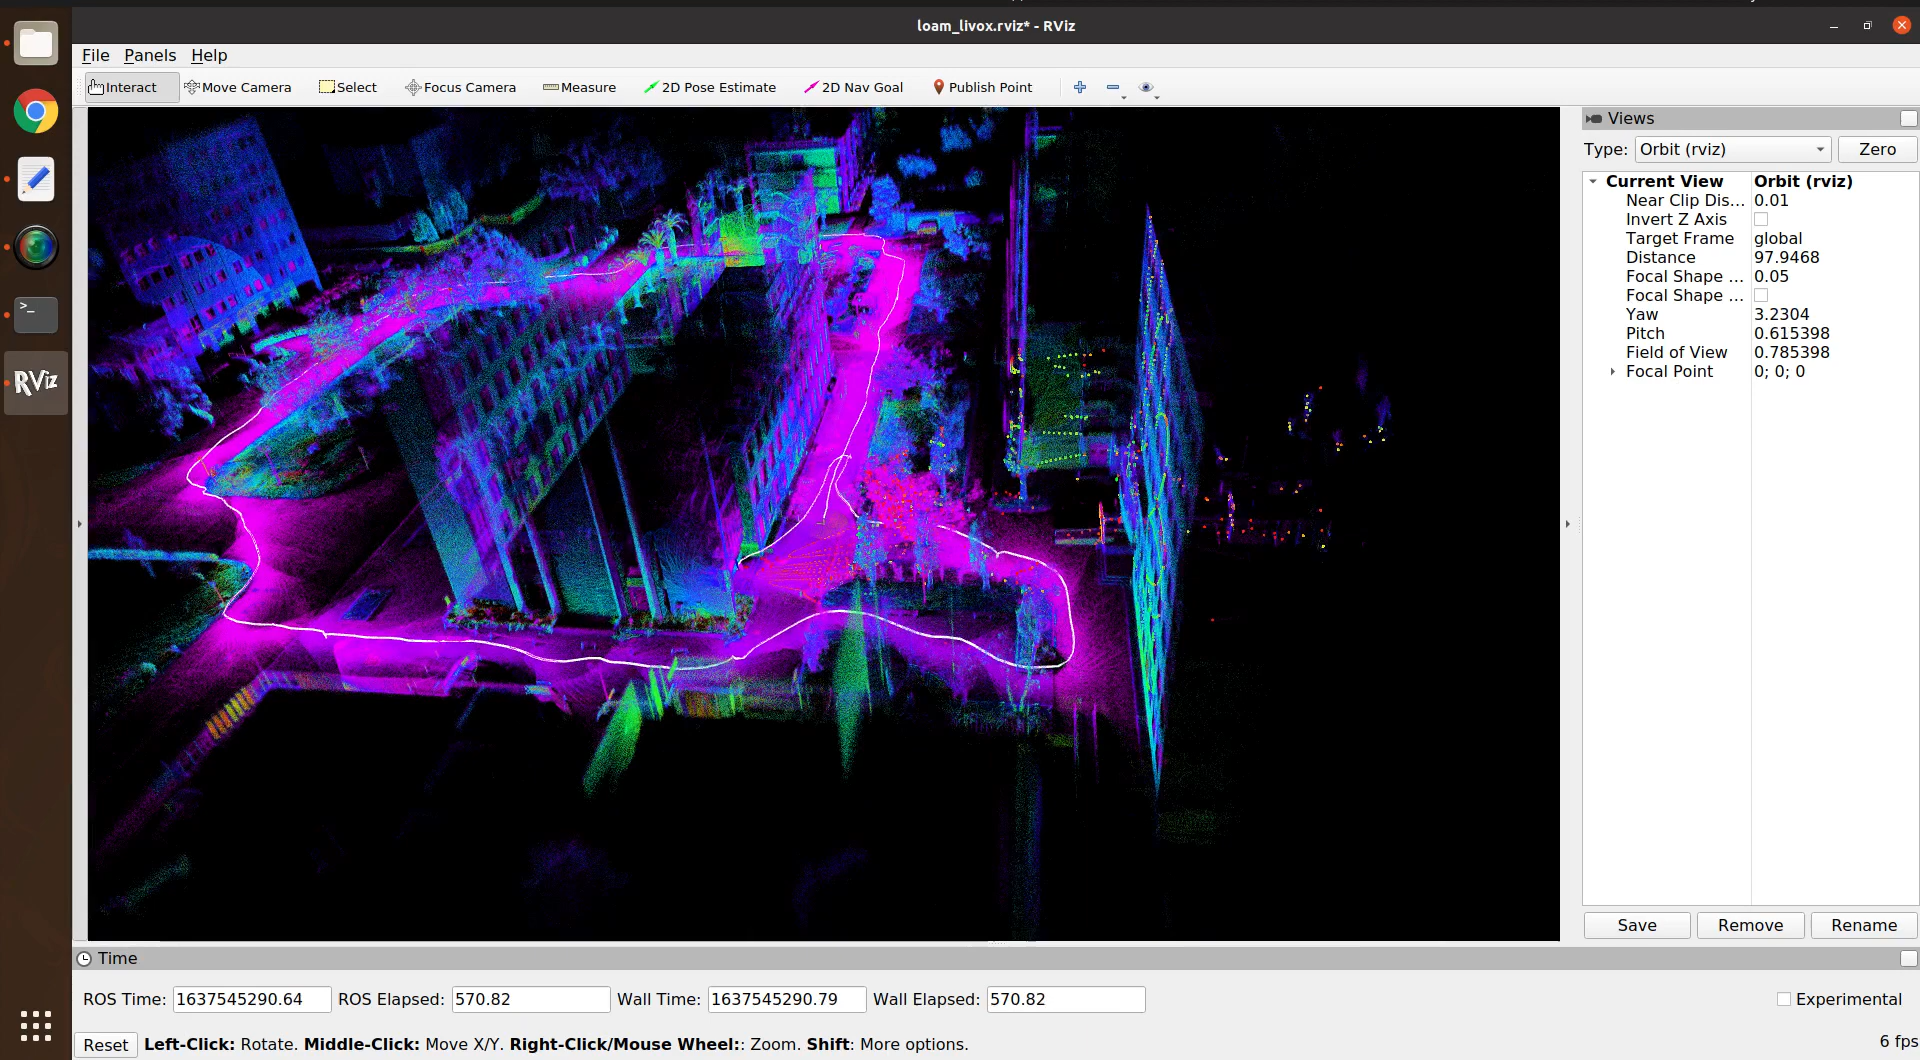 loam_livox.rviz* - RViz
File Panels Help
Interact Move Camera Select Focus Camera Measure 2D Pose Estimate 2D Nav Goal Publish Point
Views
Type: Orbit (rviz) Zero
Current View Orbit (rviz)
Near Clip Dis... 0.01
Invert Z Axis
Target Frame global
Distance 97.9468
Focal Shape ... 0.05
Focal Shape ...
Yaw 3.2304
Pitch 0.615398
Field of View 0.785398
Focal Point 0; 0; 0
>_
RViz
Save Remove Rename
Time
ROS Time: 1637545290.64 ROS Elapsed: 570.82 Wall Time: 1637545290.79 Wall Elapsed: 570.82 Experimental
Reset Left-Click: Rotate. Middle-Click: Move X/Y. Right-Click/Mouse Wheel:: Zoom. Shift: More options. 6 fps